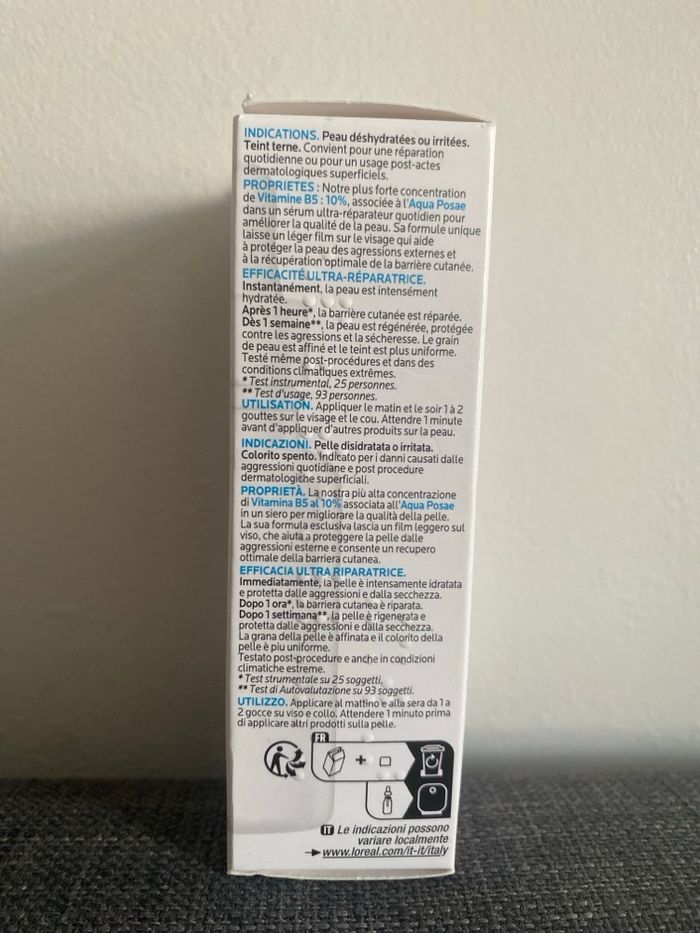 INDICATIONS. Peau déshydratées ou irritées.
Teint terne. Convient pour une réparation
quotidienne ou pour un usage post-actes
dermatologiques superficiels.
PROPRIETES : Notre plus forte concentration
de Vitamine B5 : 10%, associée à l'Aqua Posae
dans un sérum ultra-réparateur quotidien pour
améliorer la qualité de la peau. Sa formule unique
laisse un léger film sur le visage qui aide
à protéger la peau des agressions externes et
à la récupération optimale de la barrière cutanée.
EFFICACITÉ ULTRA-RÉPARATRICE.
Instantanément, la peau est intensément
hydratée.
Après 1 heure*, la barrière cutanée est réparée.
Dès 1 semaine**, la peau est régénérée, protégée
contre les agressions et la sécheresse. Le grain
de peau est affiné et le teint est plus uniforme.
Testé même post-procédures et dans des
conditions climatiques extrêmes.
* Test instrumental, 25 personnes.
** Test d'usage, 93 personnes.
UTILISATION. Appliquer le matin et le soir 1 à 2
gouttes sur le visage et le cou. Attendre 1 minute
avant d'appliquer d'autres produits sur la peau.
INDICAZIONI. Pelle disidratata o irritata.
Colorito spento. Indicato per i danni causati dalle
aggressioni quotidiane e post procedure
dermatologiche superficiali.
PROPRIETÀ. La nostra più alta concentrazione
di Vitamina B5 al 10% associata all'Aqua Posae
in un siero per migliorare la qualità della pelle.
La sua formula esclusiva lascia un film leggero sul
viso, che aiuta a proteggere la pelle dalle
aggressioni esterne e consente un recupero
ottimale della barriera cutanea.
EFFICACIA ULTRA RIPARATRICE.
Immediatamente, la pelle è intensamente idratata
e protetta dalle aggressioni e dalla secchezza.
Dopo 1 ora*, la barriera cutanea è riparata.
Dopo 1 settimana**, la pelle è rigenerata e
protetta dalle aggressioni e dalla secchezza.
La grana della pelle è affinata e il colorito della
pelle è piu uniforme.
Testato post-procedure e anche in condizioni
climatiche estreme.
* Test strumentale su 25 soggetti.
** Test di Autovalutazione su 93 soggetti.
UTILIZZO. Applicare al mattino e alla sera da 1 a
2 gocce su viso e collo. Attendere 1 minuto prima
di applicare altri prodotti sulla pelle.
FR
+
IT Le indicazioni possono
variare localmente
www.loreal.com/it-it/italy